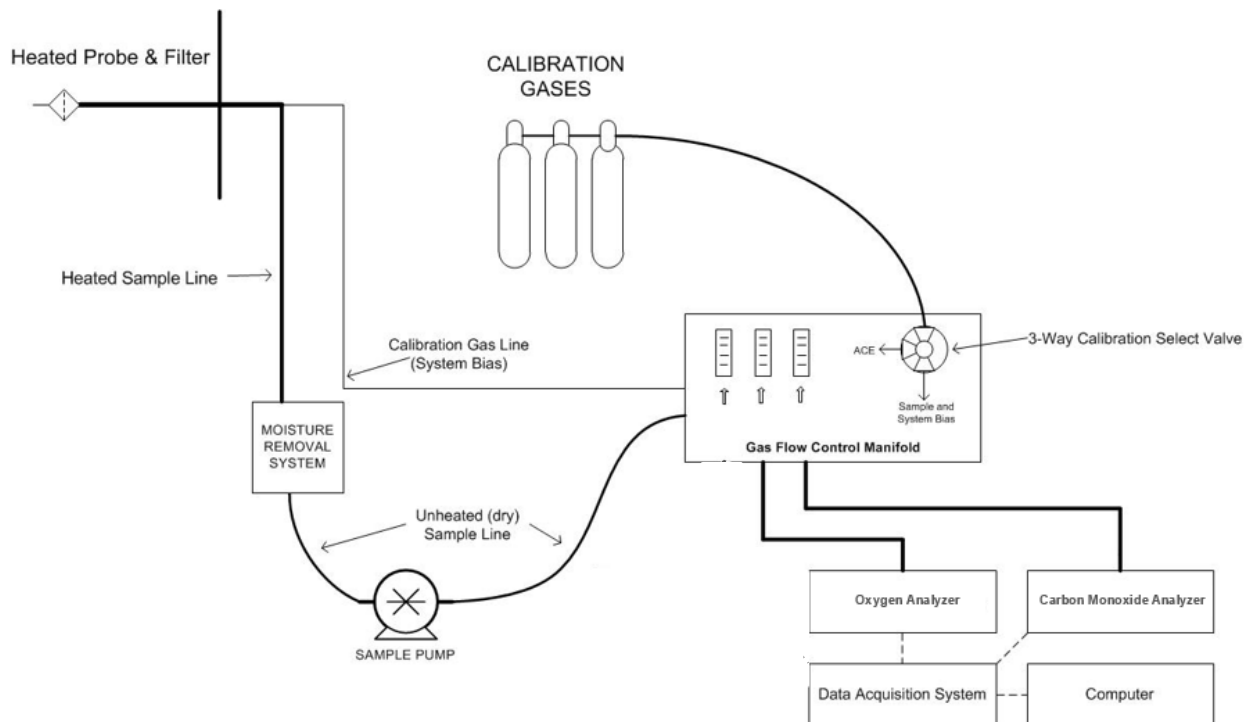 Heated Probe & Filter
CALIBRATION
GASES
Heated Sample Line
Calibration Gas Line
(System Bias)
3-Way Calibration Select Valve
ACE
Sample and
System Bias
Gas Flow Control Manifold
MOISTURE
REMOVAL
SYSTEM
Unheated (dry)
Sample Line
SAMPLE PUMP
Oxygen Analyzer
Carbon Monoxide Analyzer
Data Acquisition System
Computer